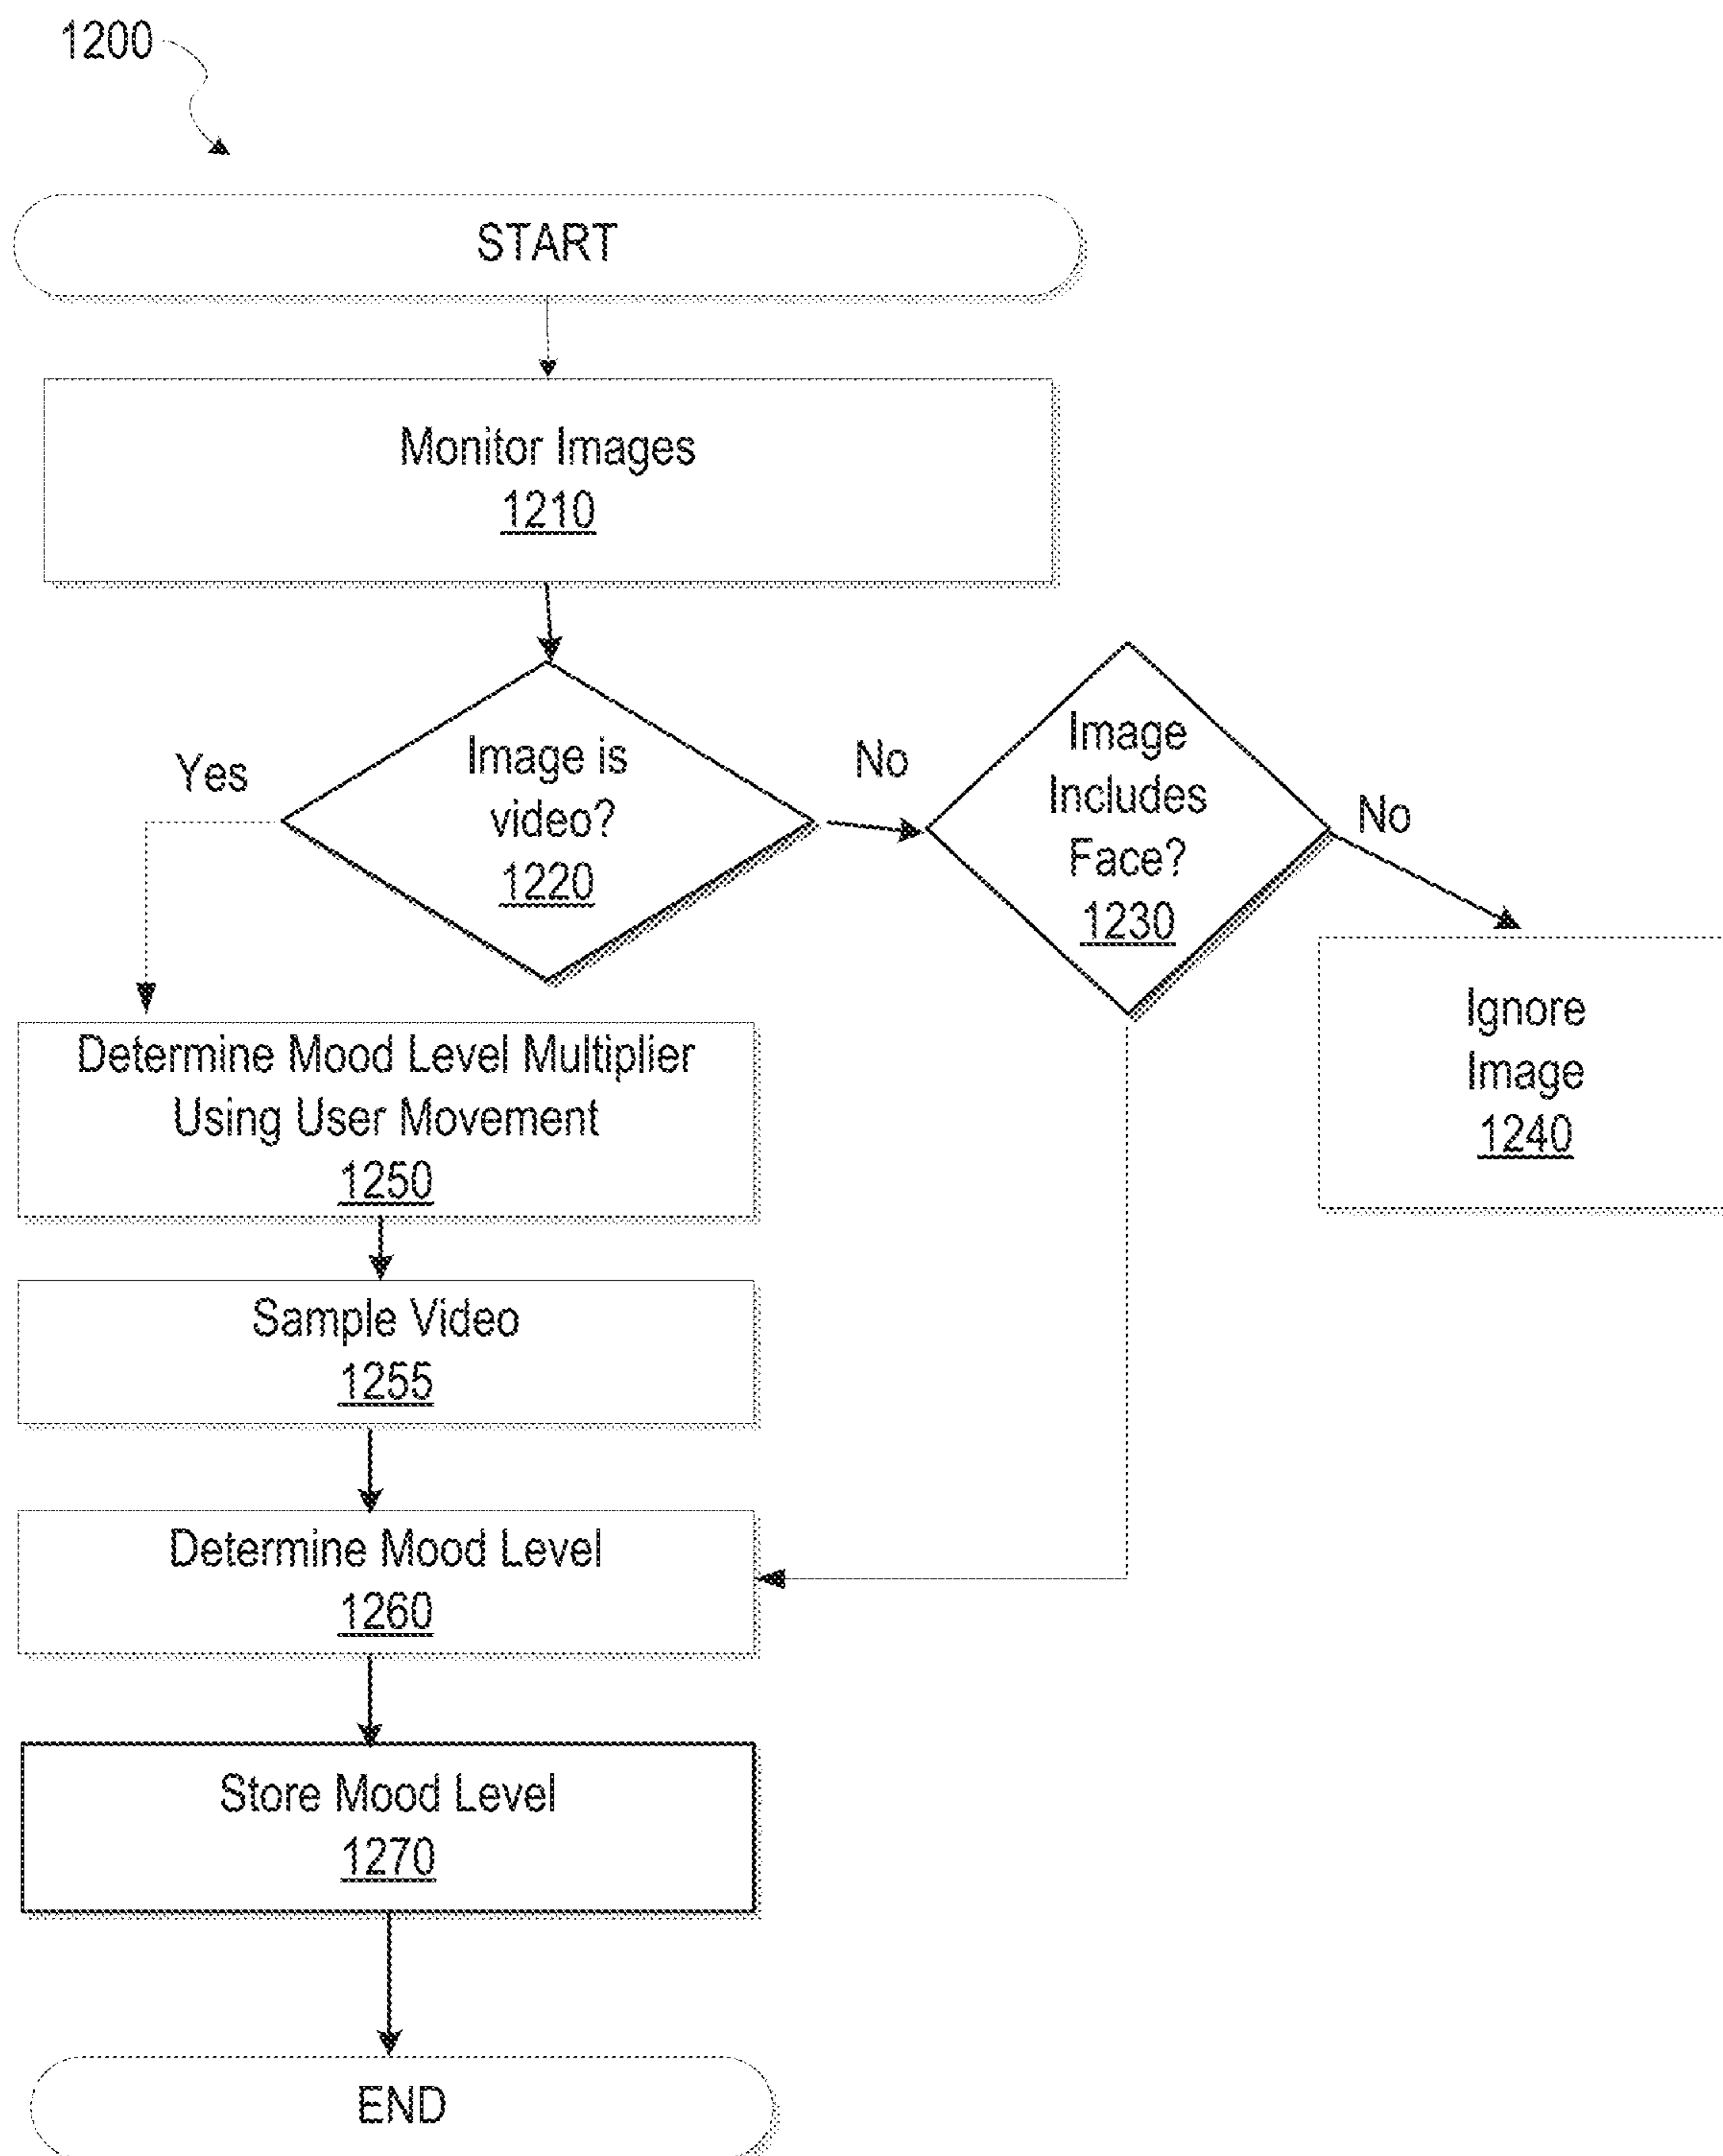 1200
START
Monitor Images
1210
Image is
video?
1220
Yes
No
Image
Includes
Face?
1230
No
Ignore
Image
1240
Determine Mood Level Multiplier
Using User Movement
1250
Sample Video
1255
Determine Mood Level
1260
Store Mood Level
1270
END